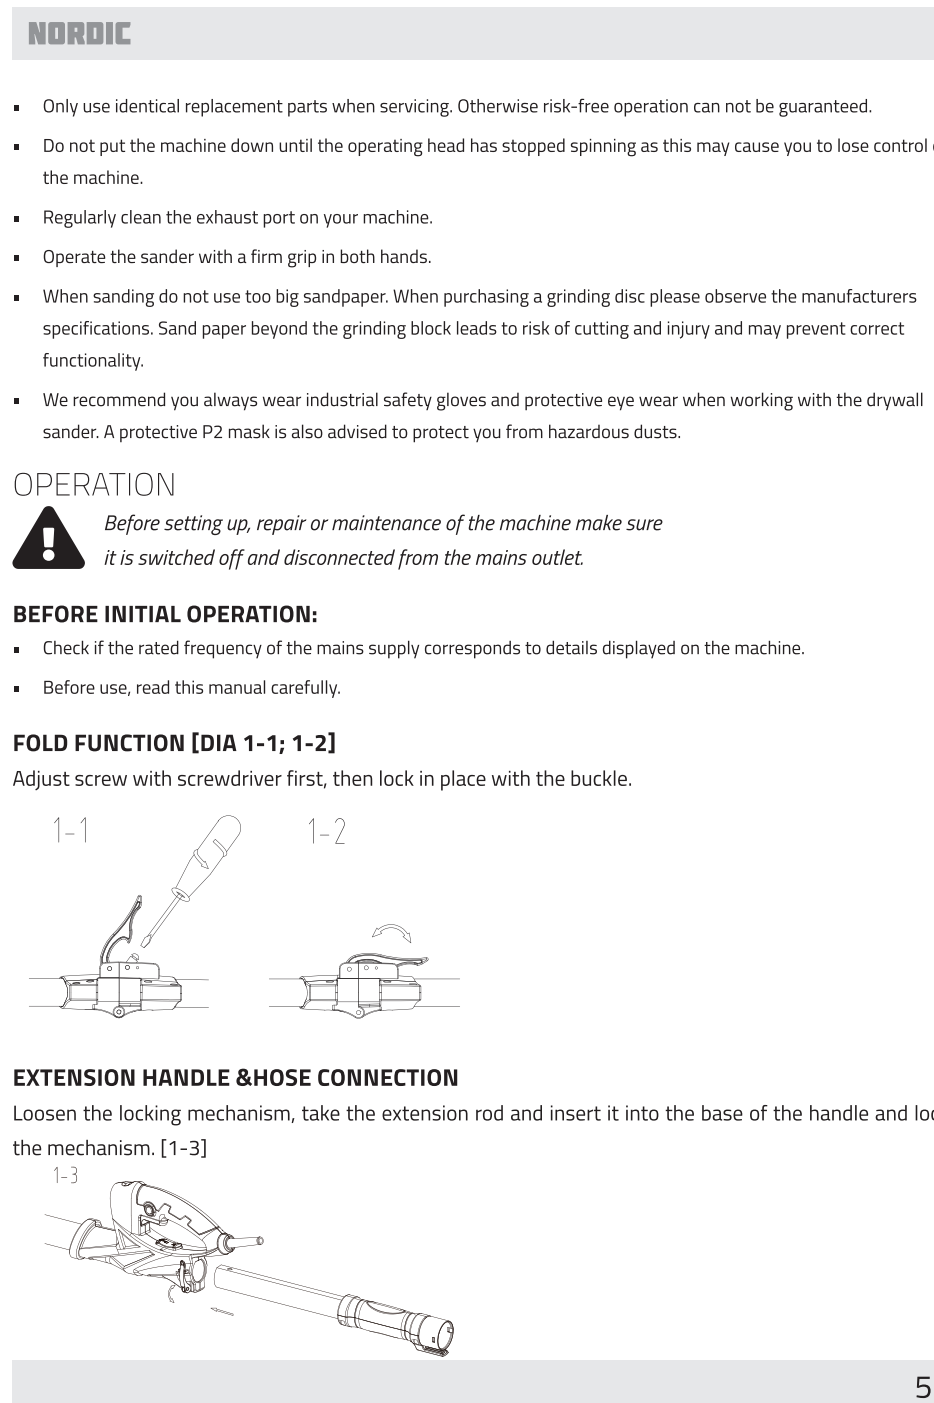 NORDIC
Only use identical replacement parts when servicing. Otherwise risk-free operation can not be guaranteed.
Do not put the machine down until the operating head has stopped spinning as this may cause you to lose control
the machine.
Regularly clean the exhaust port on your machine.
Operate the sander with a firm grip in both hands.
When sanding do not use too big sandpaper. When purchasing a grinding disc please observe the manufacturers
specifications. Sand paper beyond the grinding block leads to risk of cutting and injury and may prevent correct
functionality.
We recommend you always wear industrial safety gloves and protective eye wear when working with the drywall
sander. A protective P2 mask is also advised to protect you from hazardous dusts.
OPERATION
Before setting up, repair or maintenance of the machine make sure
it is switched off and disconnected from the mains outlet.
BEFORE INITIAL OPERATION:
Check if the rated frequency of the mains supply corresponds to details displayed on the machine.
Before use, read this manual carefully.
FOLD FUNCTION [DIA 1-1; 1-2]
Adjust screw with screwdriver first, then lock in place with the buckle.
1-1 1-2
EXTENSION HANDLE &HOSE CONNECTION
Loosen the locking mechanism, take the extension rod and insert it into the base of the handle and
the mechanism. [1-3]
1-3
5